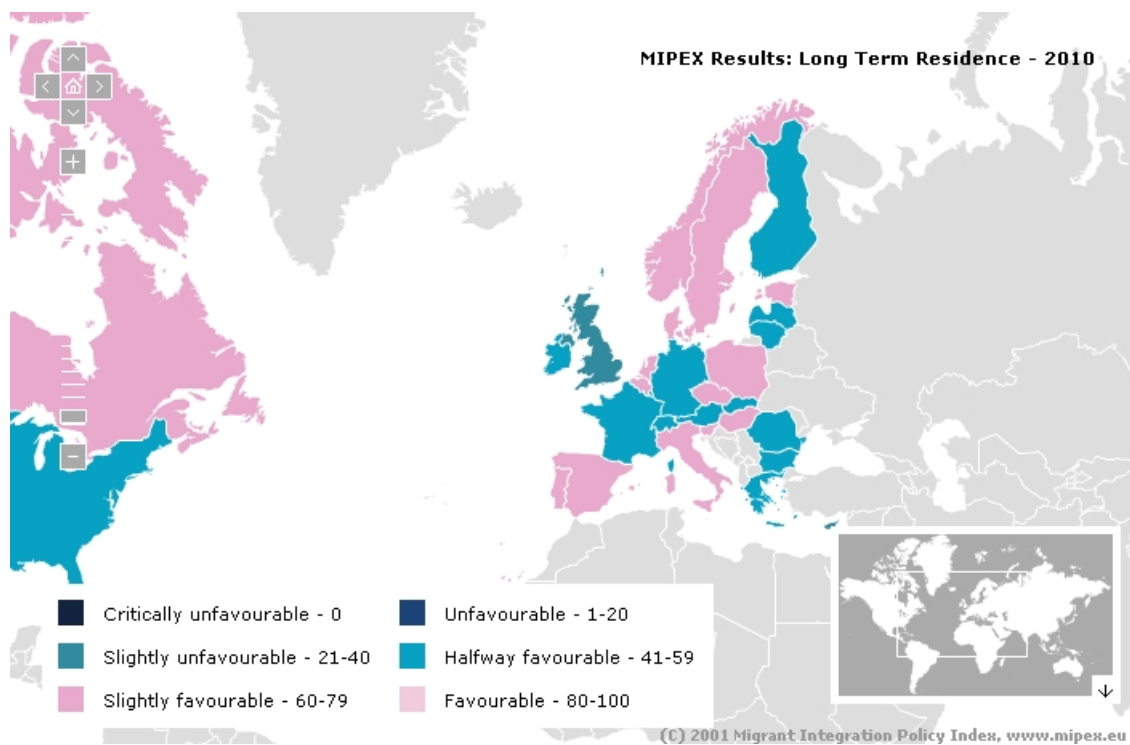 MIPEX Results: Long Term Residence - 2010
Critically unfavourable - 0
Unfavourable - 1-20
Slightly unfavourable - 21-40
Halfway favourable - 41-59
Slightly favourable - 60-79
Favourable - 80-100
(C) 2001 Migrant Integration Policy Index, www.mipex.eu